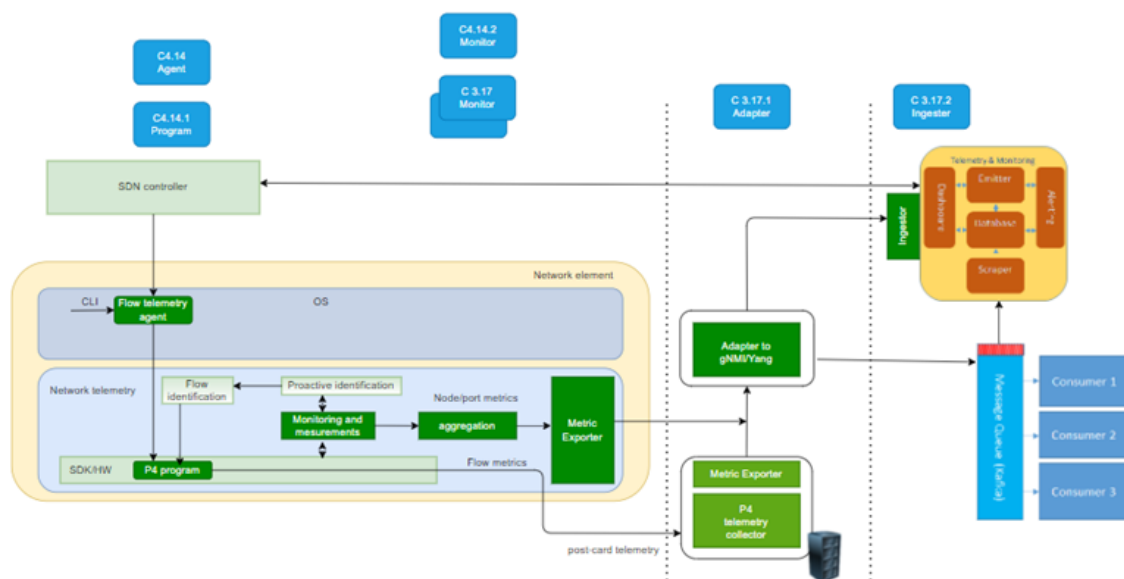 C4.14
Agent
C4.14.1
Program
C4.14.2
Monitor
C 3.17
Monitor
C 3.17.1
Adapter
C 3.17.2
Ingester
SDN controller
Telemetry & Monitoring
Emitter
Dashboard
Database
Alerting
Scraper
Ingestor
Network element
OS
CLI
Flow telemetry
agent
Network telemetry
Flow
identification
Proactive identification
Monitoring and
mesurements
Node/port metrics
aggregation
Metric
Exporter
SDK/HW
P4 program
Flow metrics
post-card telemetry
Adapter to
gNMI/Yang
Metric Exporter
P4
telemetry
collector
Message Queue (Kafka)
Consumer 1
Consumer 2
Consumer 3